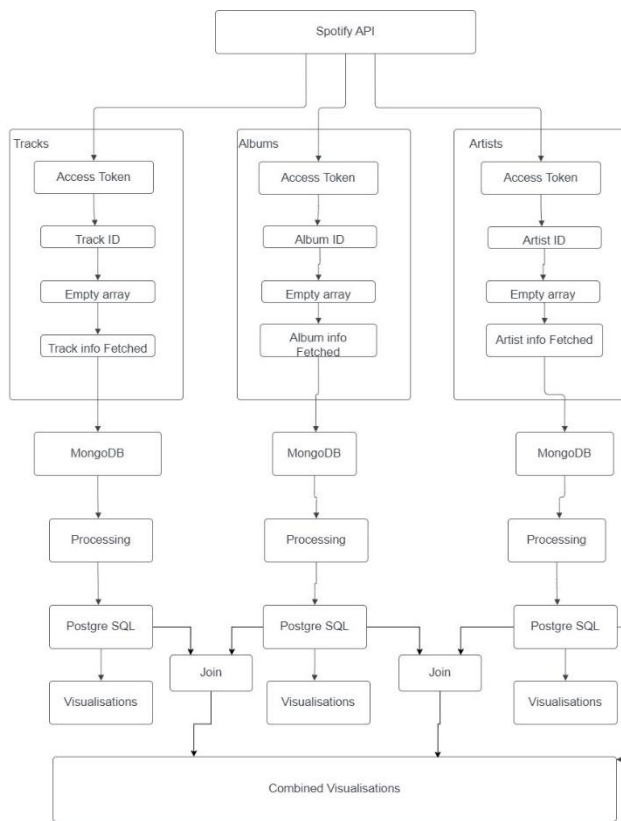 Spotify API
Tracks
Albums
Artists
Access Token
Access Token
Access Token
Track ID
Album ID
Artist ID
Empty array
Empty array
Empty array
Track info Fetched
Album info
Fetched
Artist info Fetched
MongoDB
MongoDB
MongoDB
Processing
Processing
Processing
Postgre SQL
Postgre SQL
Postgre SQL
Join
Join
Visualisations
Visualisations
Visualisations
Combined Visualisations